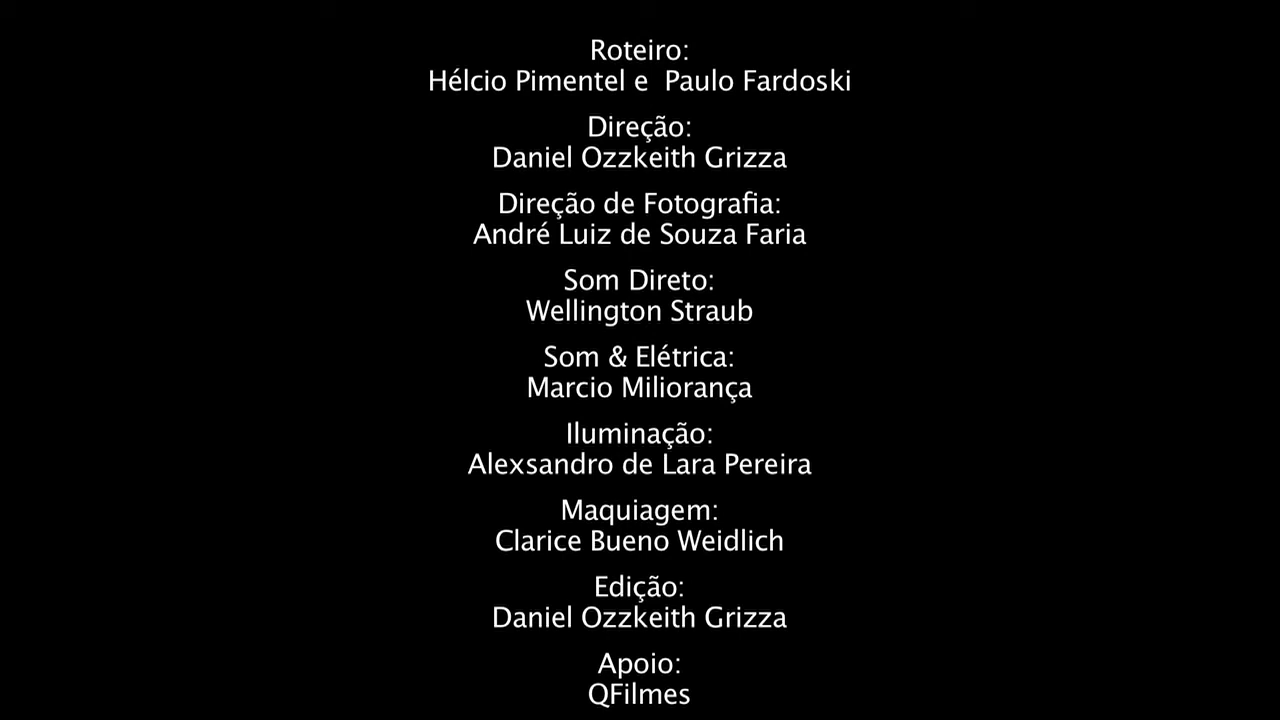 Roteiro:
Hélcio Pimentel e  Paulo Fardoski
Direção:
Daniel Ozzkeith Grizza
Direção de Fotografia:
André Luiz de Souza Faria
Som Direto:
Wellington Straub
Som & Elétrica:
Marcio Miliorança
Iluminação:
Alexsandro de Lara Pereira
Maquiagem:
Clarice Bueno Weidlich
Edição:
Daniel Ozzkeith Grizza
Apoio:
QFilmes